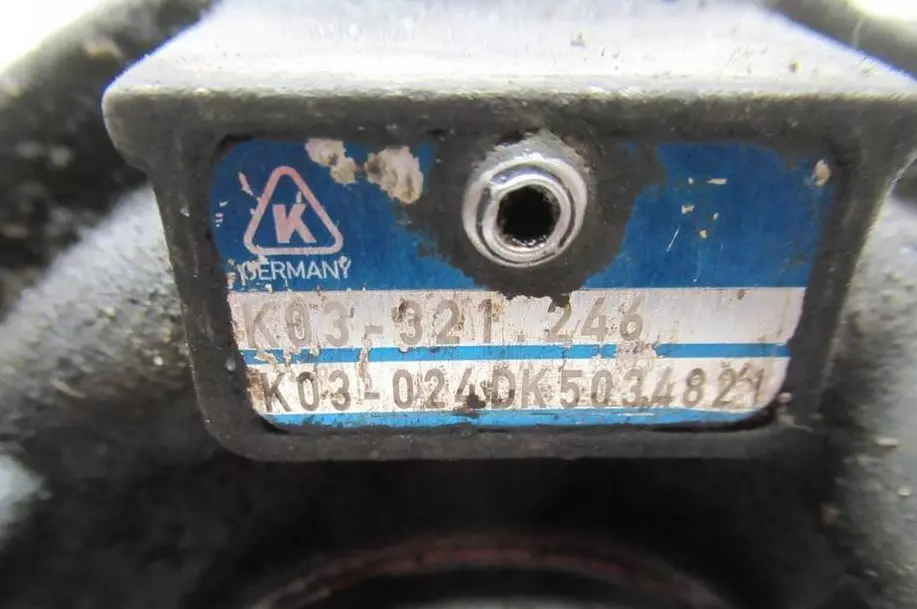 K
GERMANY
K03-321.246
K03-024DK5034821